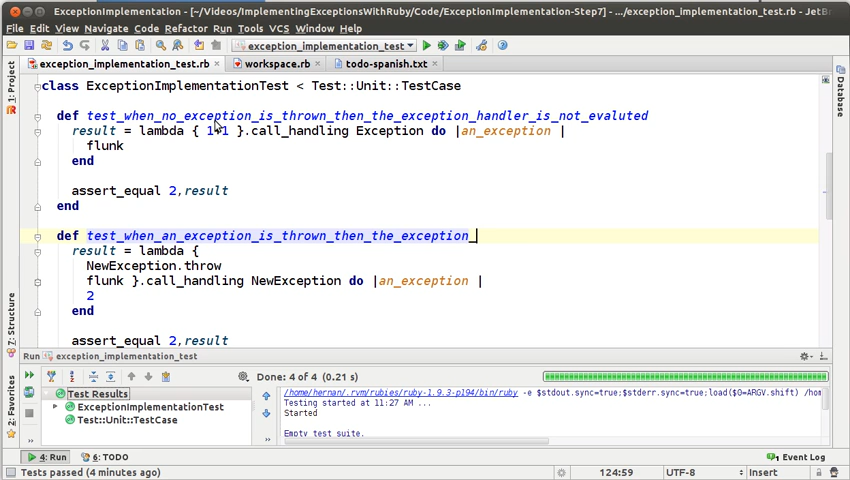 exception_implementation_test.rb - [~/Videos/ImplementingExceptionsWithRuby/Code/ExceptionImplementation-Step7] - .../exception_implementation_test.rb - JetBr
File Edit View Navigate Code Refactor Run Tools VCS Window Help
exception_implementation_test
exception_implementation_test.rb workspace.rb todo-spanish.txt
1: Project
Database
class ExceptionImplementationTest < Test::Unit::TestCase
def test_when_no_exception_is_thrown_then_the_exception_handler_is_not_evaluted
result = lambda { 1+1 }.call_handling Exception do |an_exception |
flunk
end
assert_equal 2,result
end
def test_when_an_exception_is_thrown_then_the_exception_
result = lambda {
NewException.throw
flunk }.call_handling NewException do |an_exception |
2
end
assert_equal 2,result
7: Structure
2: Favorites
Run exception_implementation_test
Done: 4 of 4 (0.21 s)
Test Results
ExceptionImplementationTest
Test::Unit::TestCase
/home/hernan/.rvm/rubies/ruby-1.9.3-p194/bin/ruby -e $stdout.sync=true;$stderr.sync=true;load($0=ARGV.shift) /ho
Testing started at 11:27 AM ...
Started
Empty test suite.
4: Run 6: TODO 1 Event Log
Tests passed (4 minutes ago) 124:59 UTF-8 Insert